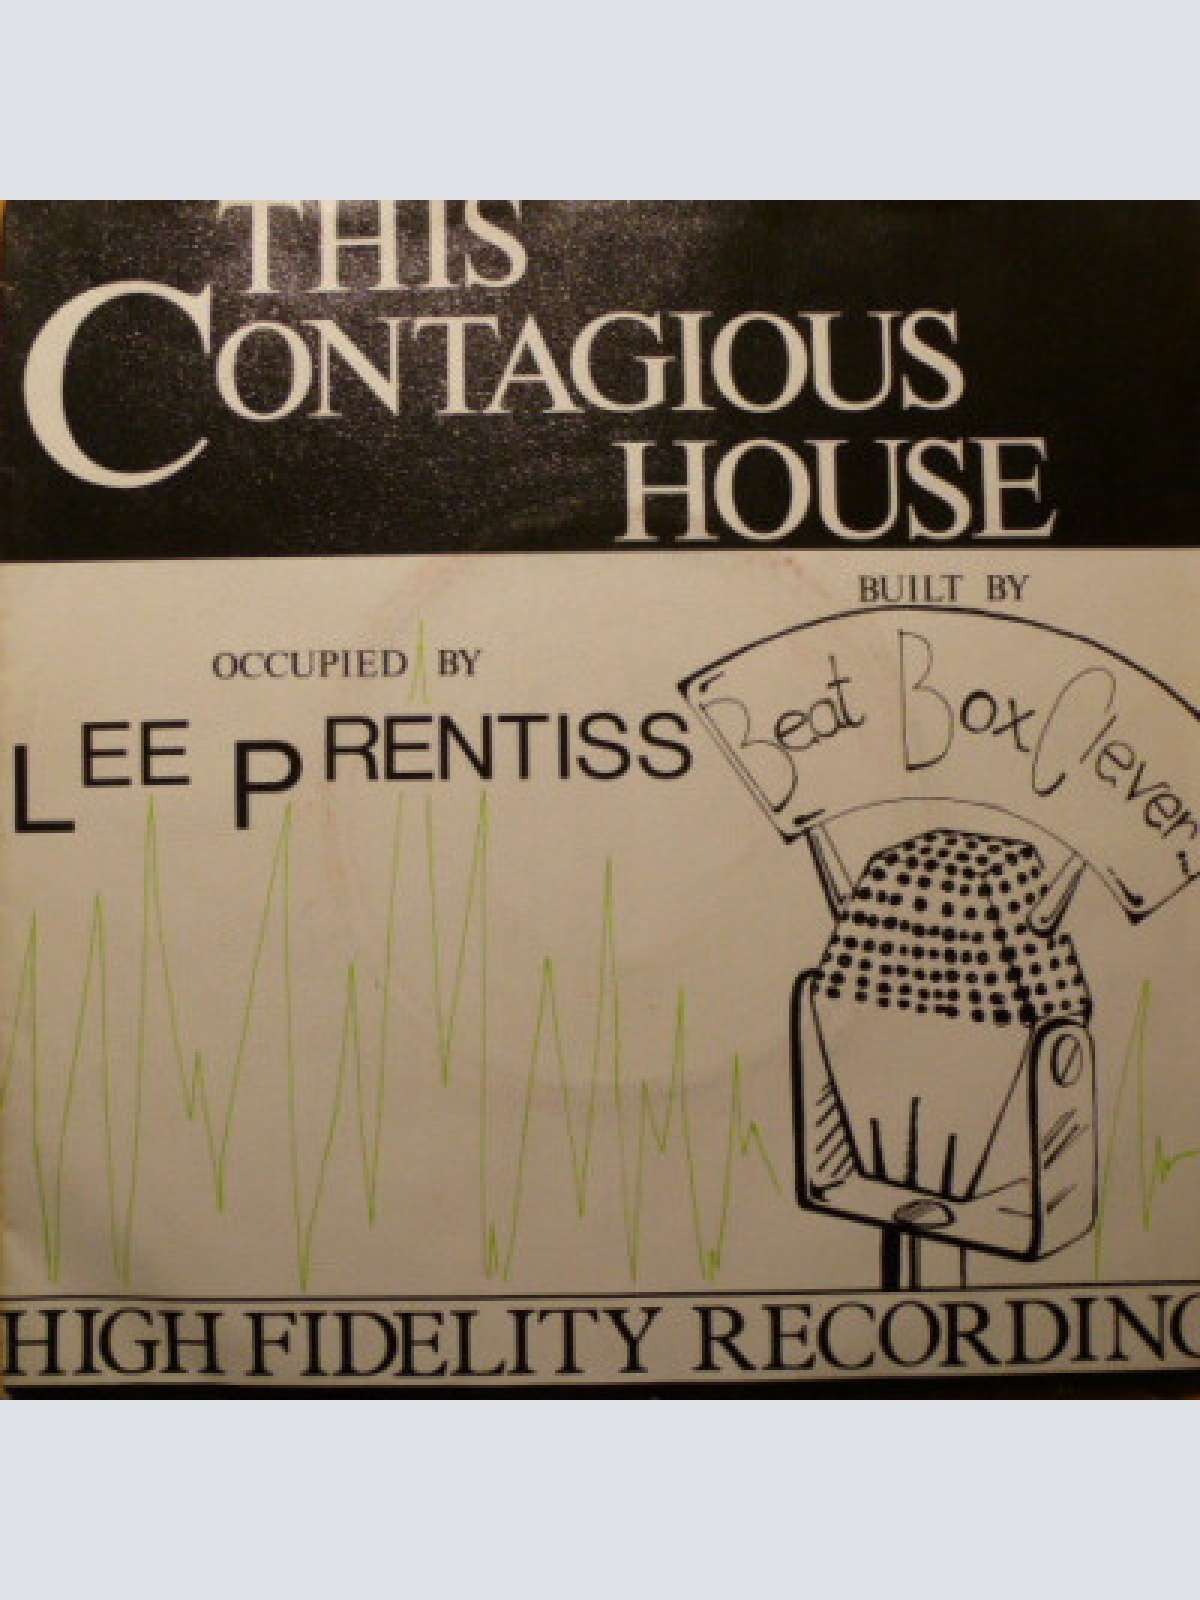 THIS
CONTAGIOUS
HOUSE
BUILT BY
OCCUPIED BY
LEE PRENTISS
Beat Box Clever
HIGH FIDELITY RECORDING